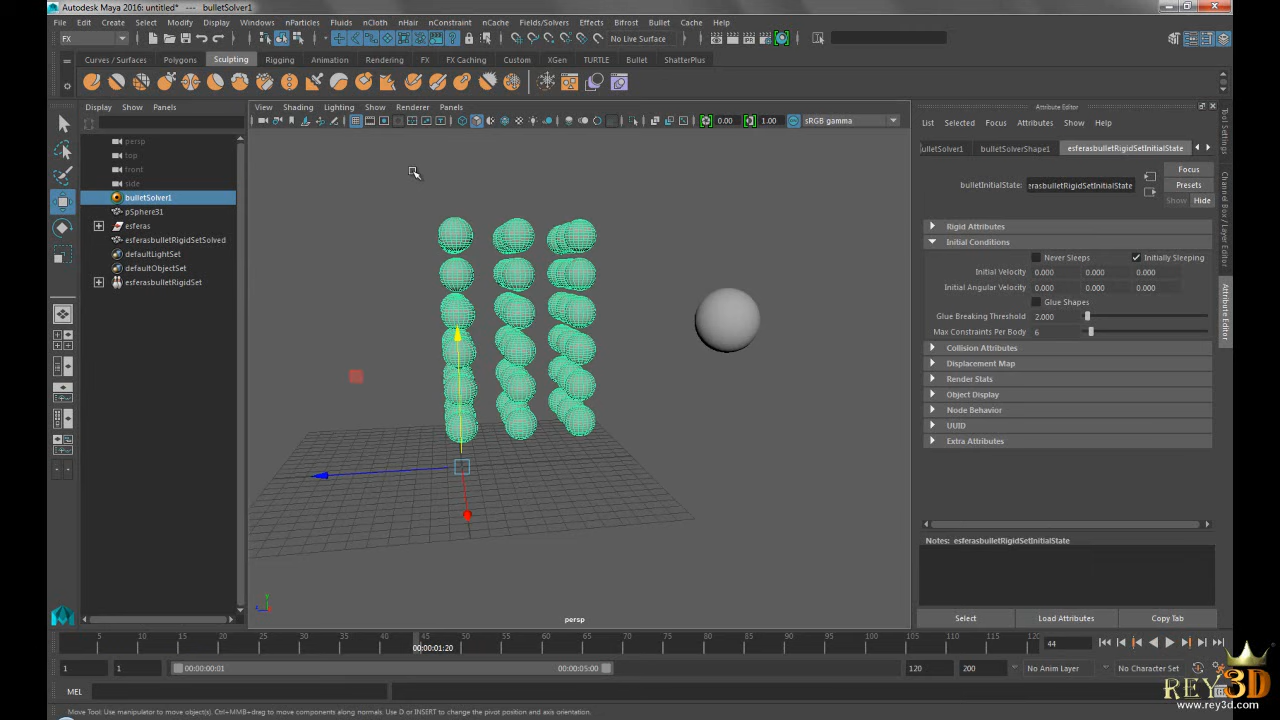 Autodesk Maya 2016: untitled* --- bulletSolver1
File Edit Create Select Modify Display Windows nParticles Fluids nCloth nHair nConstraint nCache Fields/Solvers Effects Bifrost Bullet Cache Help
FX No Live Surface
Curves / Surfaces Polygons Sculpting Rigging Animation Rendering FX FX Caching Custom XGen TURTLE Bullet ShatterPlus
Display Show Panels
View Shading Lighting Show Renderer Panels
0.00 1.00 sRGB gamma
persp
top
front
side
bulletSolver1
pSphere31
esferas
esferasbulletRigidSetSolved
defaultLightSet
defaultObjectSet
esferasbulletRigidSet
persp
Attribute Editor
List Selected Focus Attributes Show Help
ulletSolver1 bulletSolverShape1 esferasbulletRigidSetInitialState
bulletInitialState: erasbulletRigidSetInitialState
Focus
Presets
Show Hide
Rigid Attributes
Initial Conditions
Never Sleeps Initially Sleeping
Initial Velocity 0.000 0.000 0.000
Initial Angular Velocity 0.000 0.000 0.000
Glue Shapes
Glue Breaking Threshold 2.000
Max Constraints Per Body 6
Collision Attributes
Displacement Map
Render Stats
Object Display
Node Behavior
UUID
Extra Attributes
Notes: esferasbulletRigidSetInitialState
Select Load Attributes Copy Tab
Tool Settings
Channel Box / Layer Editor
Attribute Editor
5 10 15 20 25 30 35 40 45 50 55 60 65 70 75 80 85 90 95 100 105 110 115 120
00:00:01:20
44
1 1 00:00:00:01 00:00:05:00 120 200 No Anim Layer No Character Set
MEL
Move Tool: Use manipulator to move object(s). Ctrl+MMB+drag to move components along normals. Use D or INSERT to change the pivot position and axis orientation.
REY3D
www.rey3d.com